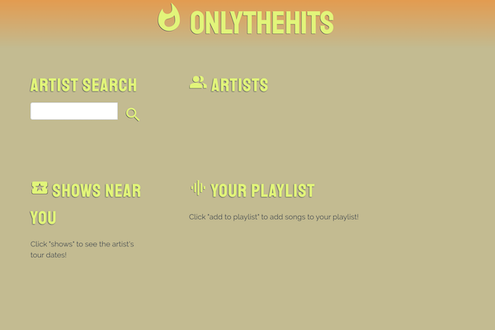 ONLYTHEHITS
ARTIST SEARCH
ARTISTS
SHOWS NEAR
YOU
Click "shows" to see the artist's
tour dates!
YOUR PLAYLIST
Click "add to playlist" to add songs to your playlist!